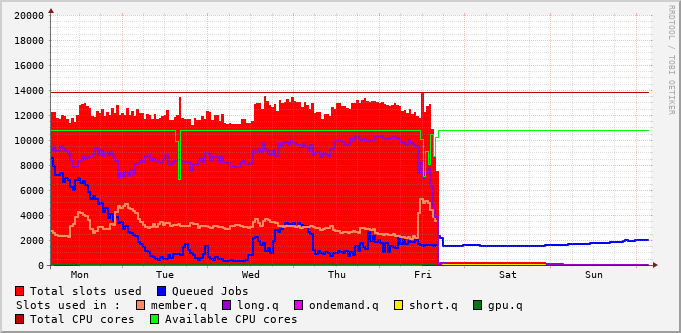 RRDTOOL / TOBI OETIKER
20000
18000
16000
14000
12000
10000
8000
6000
4000
2000
0
Mon Tue Wed Thu Fri Sat Sun
Total slots used Queued Jobs
Slots used in : member.q long.q ondemand.q short.q gpu.q
Total CPU cores Available CPU cores